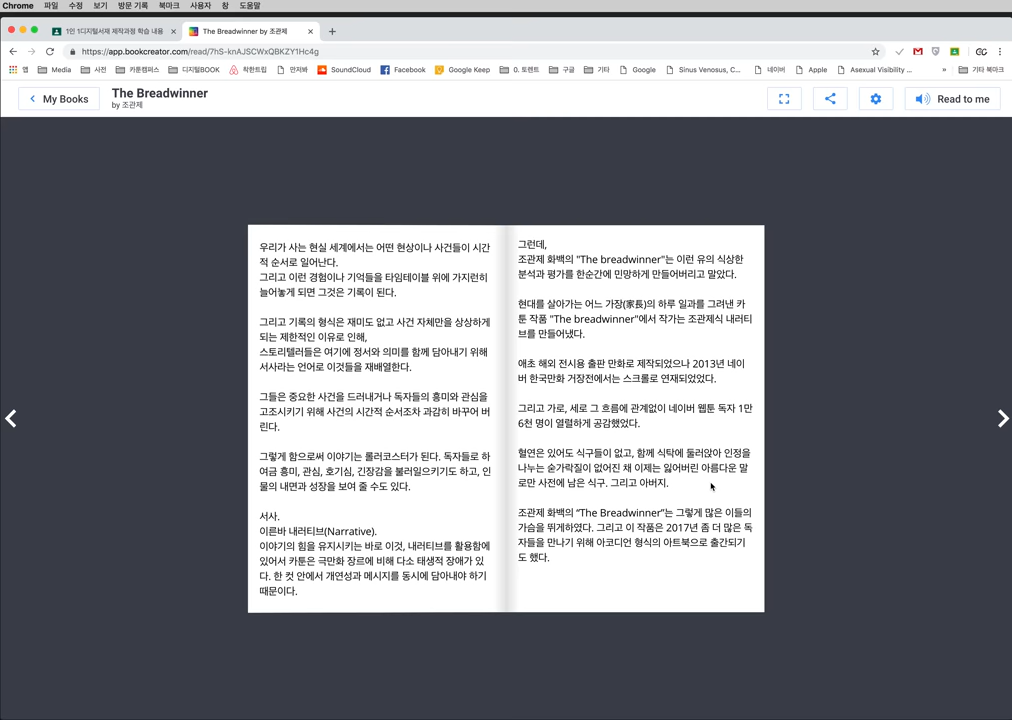 Chrome 파일 수정 보기 방문 기록 북마크 사용자 창 도움말
1인 1디지털서재 제작과정 학습 내용
The Breadwinner by 조관제
https://app.bookcreator.com/read/7hS-knAJSCWxQBKZY1Hc4g
앱 Media 사전 카툰캠퍼스 디지털BOOK 착한트립 안저봐 SoundCloud Facebook Google Keep 0. 토렌트 구글 기타 Google Sinus Venosus, C... 네이버 Apple Asexual Visibility ... » 기타 북마크
My Books
The Breadwinner
by 조관제
Read to me
우리가 사는 현실 세계에서는 어떤 현상이나 사건들이 시간
적 순서로 일어난다.
그리고 이런 경험이나 기억들을 타임테이블 위에 가지런히
늘어놓게 되면 그것은 기록이 된다.
그리고 기록의 형식은 재미도 없고 사건 자체만을 상상하게
되는 제한적인 이유로 인해,
스토리텔러들은 여기에 정서와 의미를 함께 담아내기 위해
서사라는 언어로 이것들을 재배열한다.
그들은 중요한 사건을 드러내거나 독자들의 흥미와 관심을
고조시키기 위해 사건의 시간적 순서조차 과감히 바꾸어 버
린다.
그렇게 함으로써 이야기는 롤러코스터가 된다. 독자들로 하
여금 흥미, 관심, 호기심, 긴장감을 불러일으키기도 하고, 인
물의 내면과 성장을 보여 줄 수도 있다.
서사.
이른바 내러티브(Narrative).
이야기의 힘을 유지시키는 바로 이것, 내러티브를 활용함에
있어서 카툰은 극만화 장르에 비해 다소 태생적 장애가 있
다. 한 컷 안에서 개연성과 메시지를 동시에 담아내야 하기
때문이다.
그런데,
조관제 화백의 "The breadwinner"는 이런 유의 식상한
분석과 평가를 한순간에 민망하게 만들어버리고 말았다.
현대를 살아가는 어느 가장(家長)의 하루 일과를 그려낸 카
툰 작품 "The breadwinner"에서 작가는 조관제식 내러티
브를 만들어냈다.
애초 해외 전시용 출판 만화로 제작되었으나 2013년 네이
버 한국만화 거장전에서는 스크롤로 연재되었었다.
그리고 가로, 세로 그 흐름에 관계없이 네이버 웹툰 독자 1만
6천 명이 열렬하게 공감했었다.
혈연은 있어도 식구들이 없고, 함께 식탁에 둘러앉아 인정을
나누는 숟가락질이 없어진 채 이제는 잃어버린 아름다운 말
로만 사전에 남은 식구. 그리고 아버지.
조관제 화백의 “The Breadwinner”는 그렇게 많은 이들의
가슴을 뛰게하였다. 그리고 이 작품은 2017년 좀 더 많은 독
자들을 만나기 위해 아코디언 형식의 아트북으로 출간되기
도 했다.